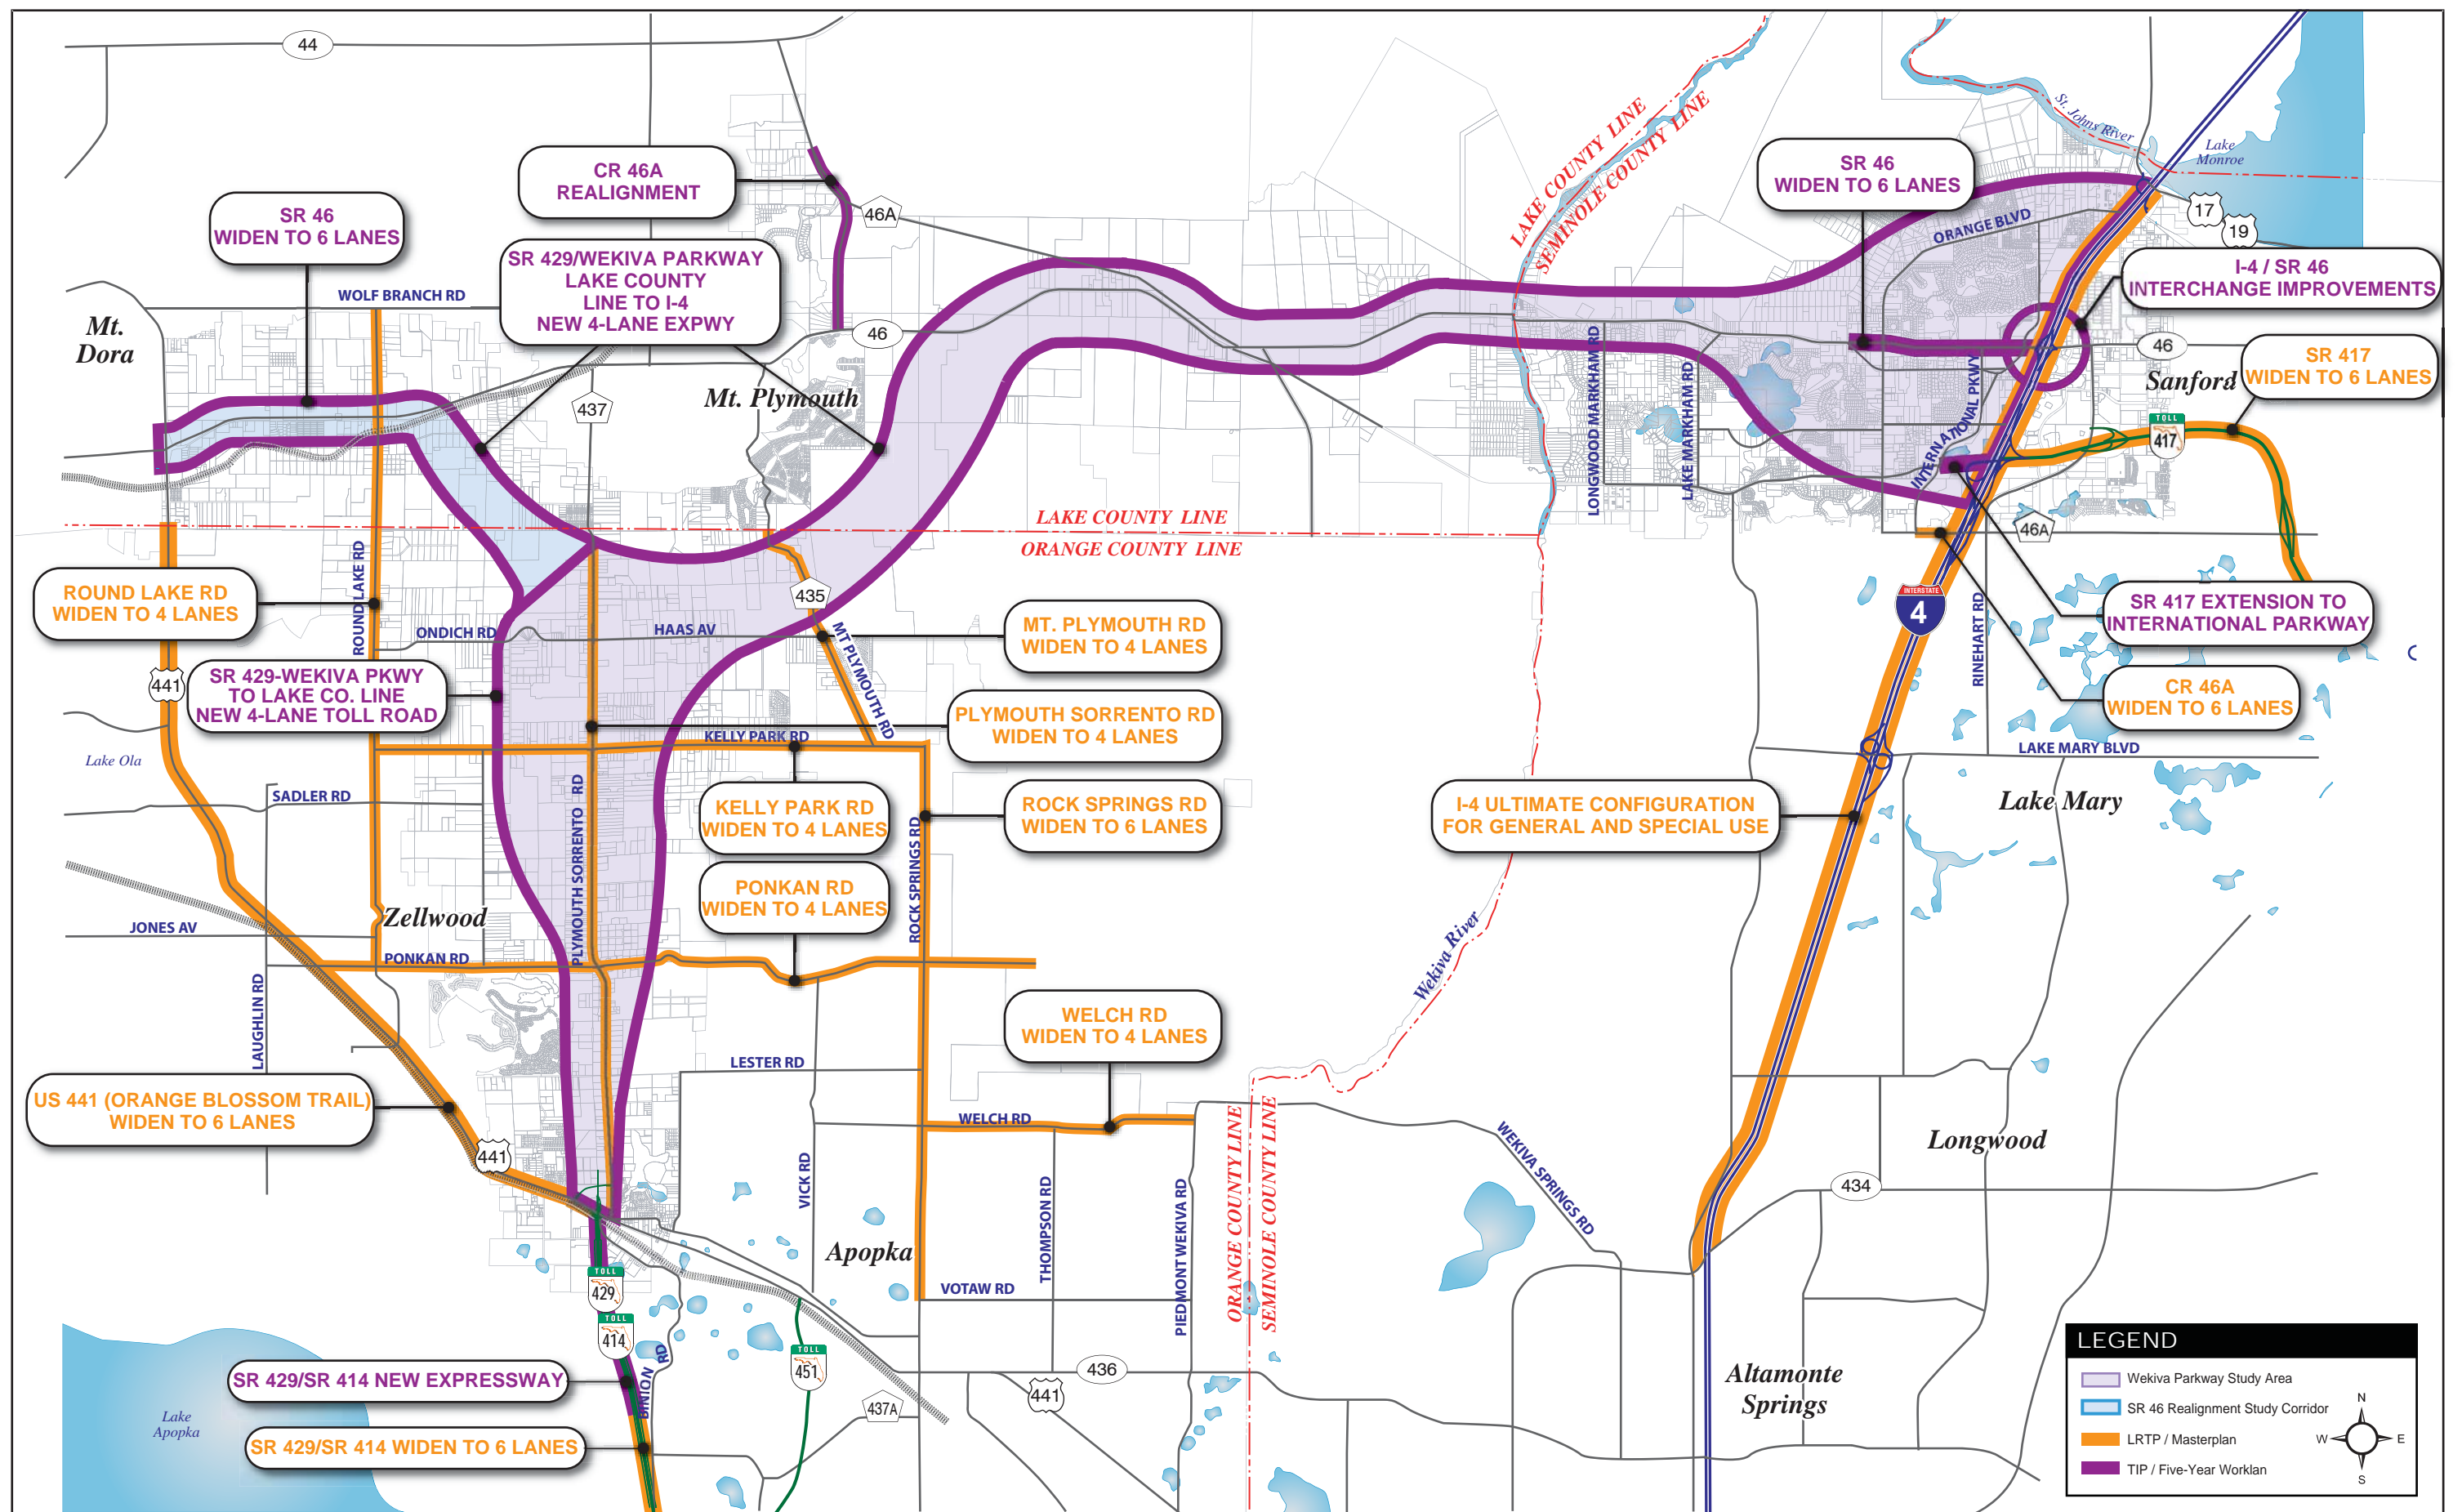 44
St. Johns River
Lake
Monroe
LAKE COUNTY LINE
SEMINOLE COUNTY LINE
CR 46A
REALIGNMENT
SR 46
WIDEN TO 6 LANES
SR 46
WIDEN TO 6 LANES
46A
17
19
ORANGE BLVD
SR 429/WEKIVA PARKWAY
LAKE COUNTY
LINE TO I-4
NEW 4-LANE EXPWY
I-4 / SR 46
INTERCHANGE IMPROVEMENTS
WOLF BRANCH RD
Mt.
Dora
46
46
SR 417
WIDEN TO 6 LANES
Sanford
437
Mt. Plymouth
LONGWOOD MARKHAM RD
LAKE MARKHAM RD
INTERNATIONAL PKWY
TOLL
417
LAKE COUNTY LINE
ORANGE COUNTY LINE
46A
ROUND LAKE RD
WIDEN TO 4 LANES
ROUND LAKE RD
435
INTERSTATE
4
RINEHART RD
SR 417 EXTENSION TO
INTERNATIONAL PARKWAY
ONDICH RD
HAAS AV
MT PLYMOUTH RD
MT. PLYMOUTH RD
WIDEN TO 4 LANES
441
SR 429-WEKIVA PKWY
TO LAKE CO. LINE
NEW 4-LANE TOLL ROAD
CR 46A
WIDEN TO 6 LANES
PLYMOUTH SORRENTO RD
WIDEN TO 4 LANES
KELLY PARK RD
LAKE MARY BLVD
Lake Ola
SADLER RD
PLYMOUTH SORRENTO RD
KELLY PARK RD
WIDEN TO 4 LANES
ROCK SPRINGS RD
WIDEN TO 6 LANES
ROCK SPRINGS RD
I-4 ULTIMATE CONFIGURATION
FOR GENERAL AND SPECIAL USE
Lake Mary
PONKAN RD
WIDEN TO 4 LANES
Zellwood
JONES AV
PONKAN RD
Wekiva River
LAUGHLIN RD
WELCH RD
WIDEN TO 4 LANES
LESTER RD
US 441 (ORANGE BLOSSOM TRAIL)
WIDEN TO 6 LANES
WELCH RD
441
WEKIVA SPRINGS RD
Longwood
VICK RD
THOMPSON RD
PIEDMONT WEKIVA RD
ORANGE COUNTY LINE
SEMINOLE COUNTY LINE
434
Apopka
VOTAW RD
TOLL
429
TOLL
414
TOLL
451
BINION RD
436
441
437A
SR 429/SR 414 NEW EXPRESSWAY
SR 429/SR 414 WIDEN TO 6 LANES
Lake
Apopka
Altamonte
Springs
LEGEND
Wekiva Parkway Study Area
SR 46 Realignment Study Corridor
LRTP / Masterplan
TIP / Five-Year Worklan
N
W
E
S